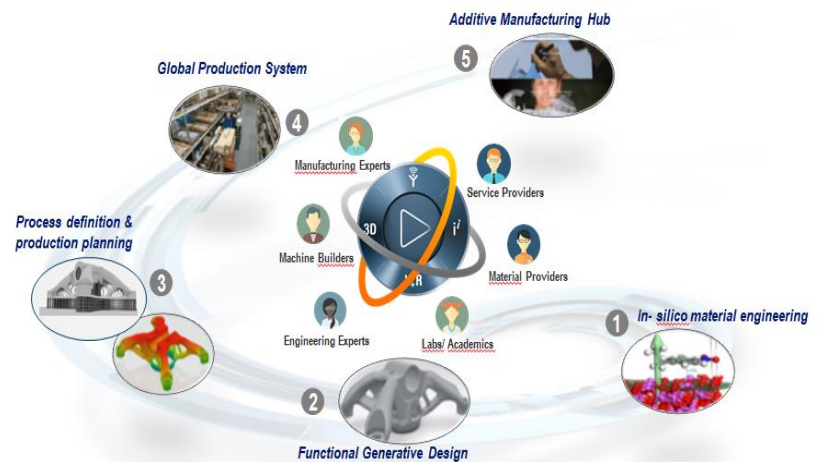 Additive Manufacturing Hub
5
Global Production System
4
Manufacturing Experts
Service Providers
3D
i
Process definition &
production planning
Machine Builders
Material Providers
3
V.R
Engineering Experts
Labs/ Academics
1
In- silico material engineering
2
Functional Generative Design